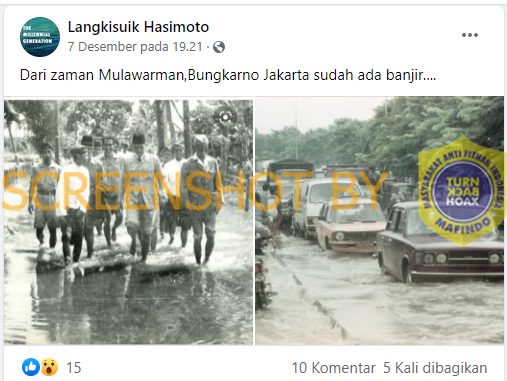 THE
MILLENNIAL
GENERATION
Langkisuik Hasimoto
7 Desember pada 19.21 ·
Dari zaman Mulawarman,Bungkarno Jakarta sudah ada banjir....
SCREENSHOT BY
MASYARAKAT ANTI FITNAH INDONESIA
TURN
BACK
HOAX
MAFINDO
15
10 Komentar 5 Kali dibagikan